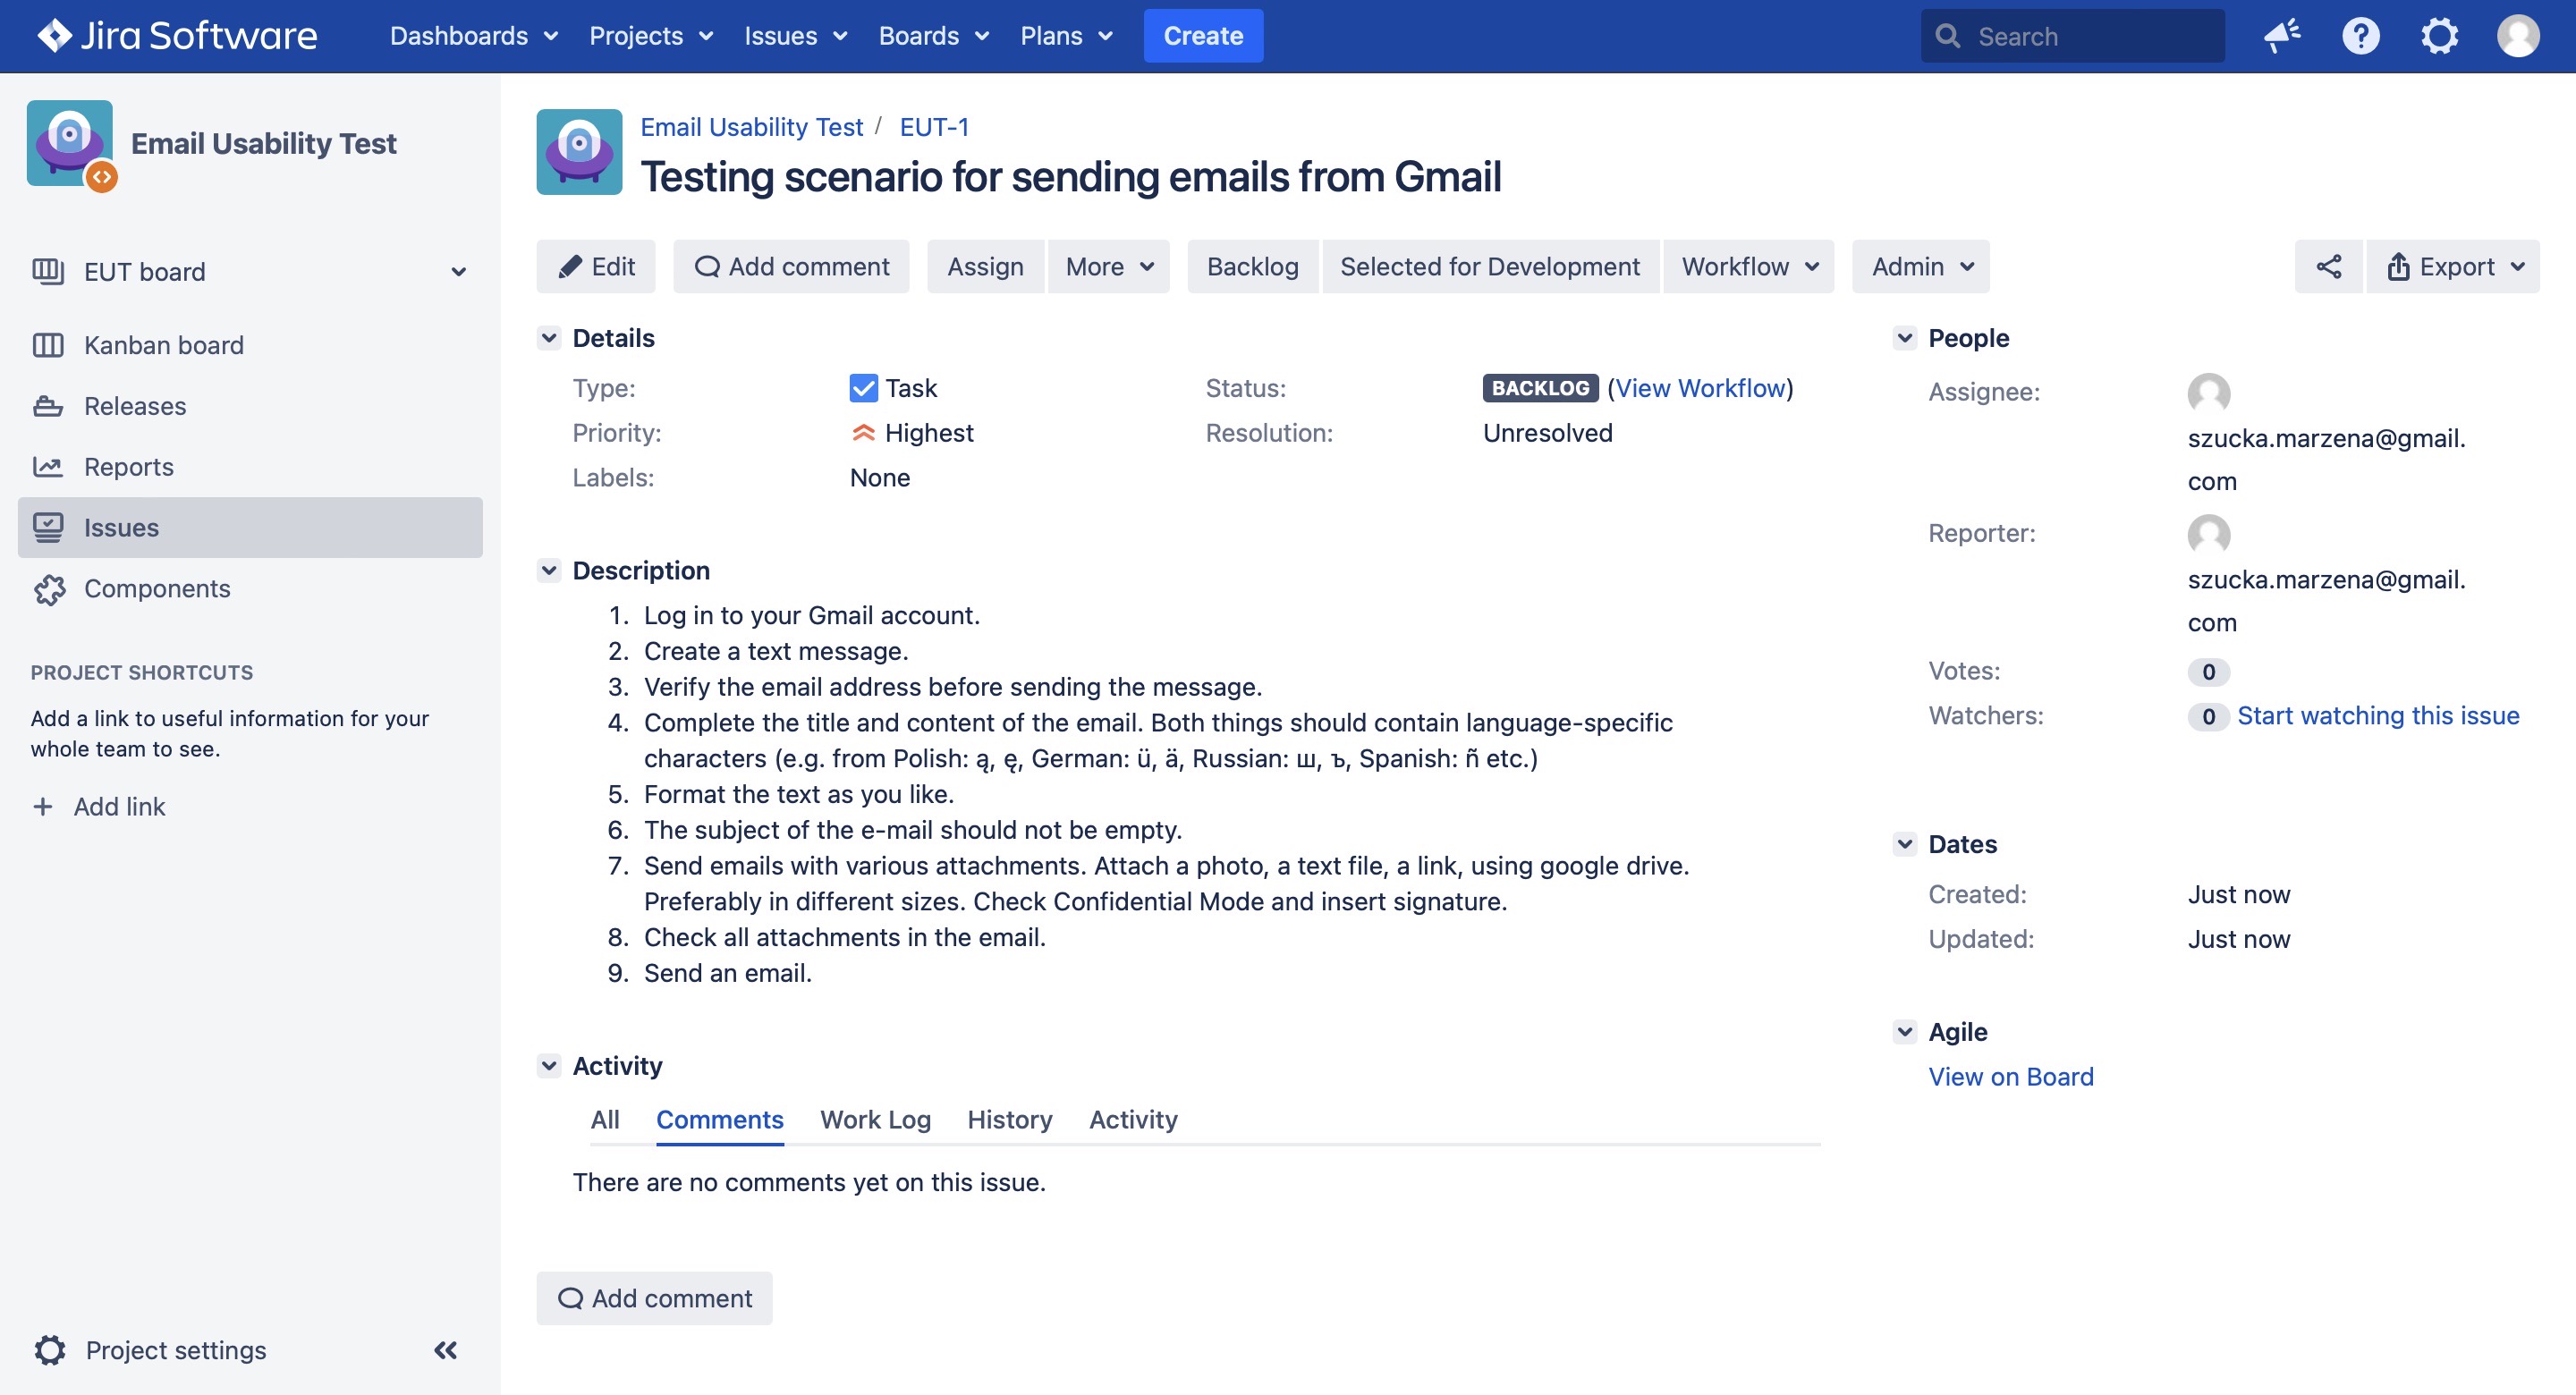 Jira Software
Dashboards Projects Issues Boards Plans Create
Search
Email Usability Test
EUT board
Kanban board
Releases
Reports
Issues
Components
PROJECT SHORTCUTS
Add a link to useful information for your
whole team to see.
+ Add link
Project settings
Email Usability Test / EUT-1
Testing scenario for sending emails from Gmail
Edit Add comment Assign More Backlog Selected for Development Workflow Admin Export
Details
Type: Task
Status: BACKLOG (View Workflow)
Priority: Highest
Resolution: Unresolved
Labels: None
Description
1. Log in to your Gmail account.
2. Create a text message.
3. Verify the email address before sending the message.
4. Complete the title and content of the email. Both things should contain language-specific
characters (e.g. from Polish: ą, ę, German: ü, ä, Russian: ш, ъ, Spanish: ñ etc.)
5. Format the text as you like.
6. The subject of the e-mail should not be empty.
7. Send emails with various attachments. Attach a photo, a text file, a link, using google drive.
Preferably in different sizes. Check Confidential Mode and insert signature.
8. Check all attachments in the email.
9. Send an email.
Activity
All Comments Work Log History Activity
There are no comments yet on this issue.
Add comment
People
Assignee:
szucka.marzena@gmail.
com
Reporter:
szucka.marzena@gmail.
com
Votes: 0
Watchers: 0 Start watching this issue
Dates
Created: Just now
Updated: Just now
Agile
View on Board